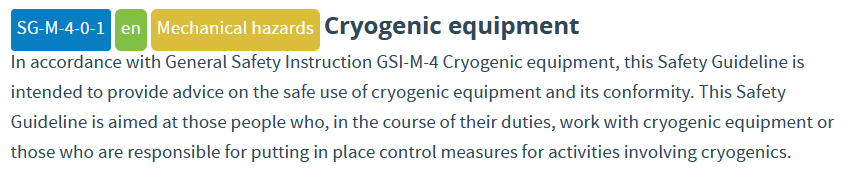 SG-M-4-0-1 en Mechanical hazards Cryogenic equipment
In accordance with General Safety Instruction GSI-M-4 Cryogenic equipment, this Safety Guideline is
intended to provide advice on the safe use of cryogenic equipment and its conformity. This Safety
Guideline is aimed at those people who, in the course of their duties, work with cryogenic equipment or
those who are responsible for putting in place control measures for activities involving cryogenics.